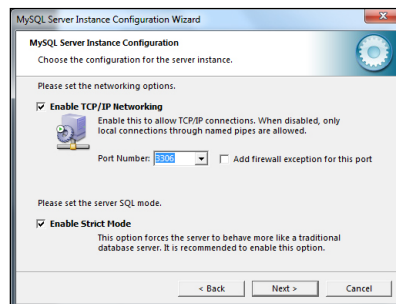 MySQL Server Instance Configuration Wizard
MySQL Server Instance Configuration
Choose the configuration for the server instance.
Please set the networking options.
Enable TCP/IP Networking
Enable this to allow TCP/IP connections. When disabled, only
local connections through named pipes are allowed.
Port Number: 3306 Add firewall exception for this port
Please set the server SQL mode.
Enable Strict Mode
This option forces the server to behave more like a traditional
database server. It is recommended to enable this option.
< Back Next > Cancel